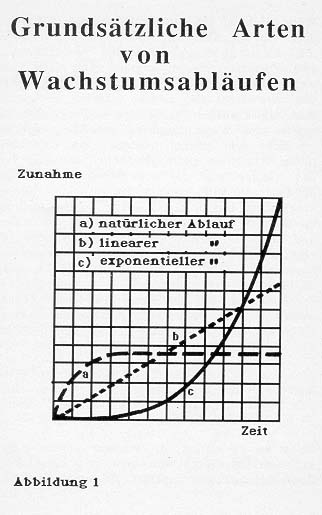 Grundsätzliche Arten
von
Wachstumsabläufen
Zunahme
a) natürlicher Ablauf
b) linearer "
c) exponentieller "
b
a
c
Zeit
Abbildung 1